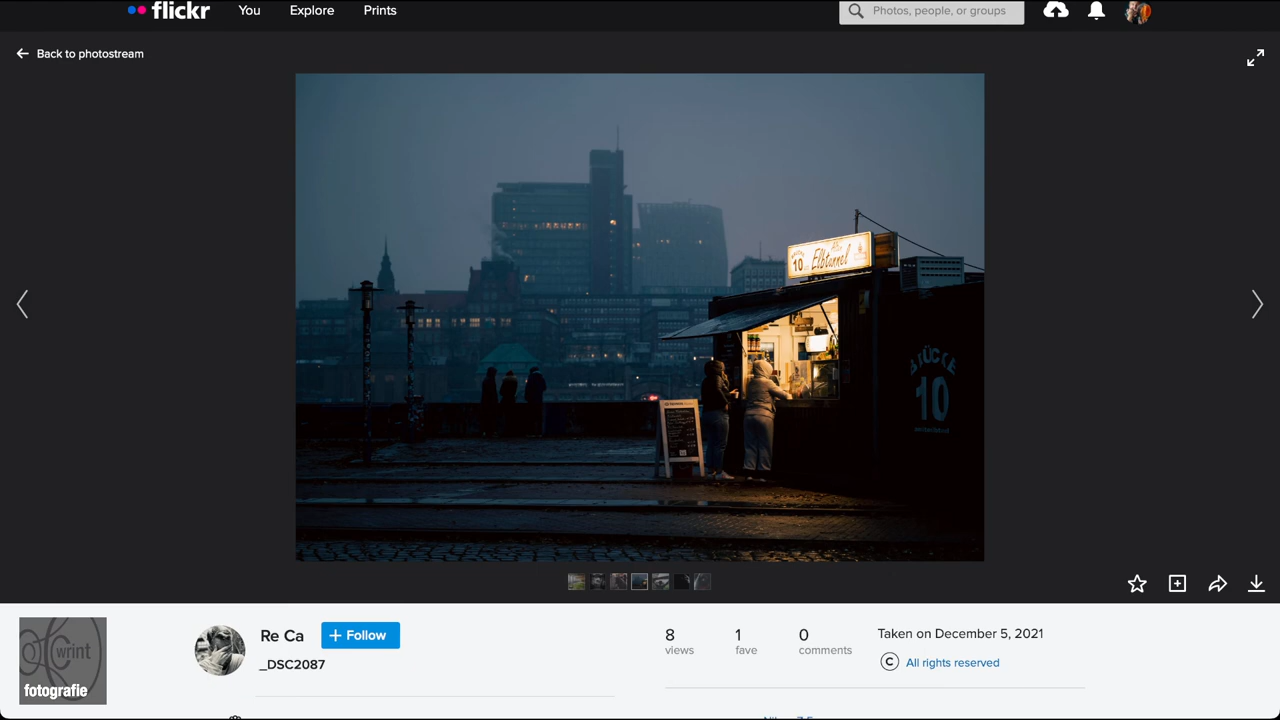 flickr
You
Explore
Prints
Photos, people, or groups
Back to photostream
10
Elbtunnel
BRÜCKE
10
wrint
fotografie
Re Ca
+ Follow
_DSC2087
8
views
1
fave
0
comments
Taken on December 5, 2021
C All rights reserved